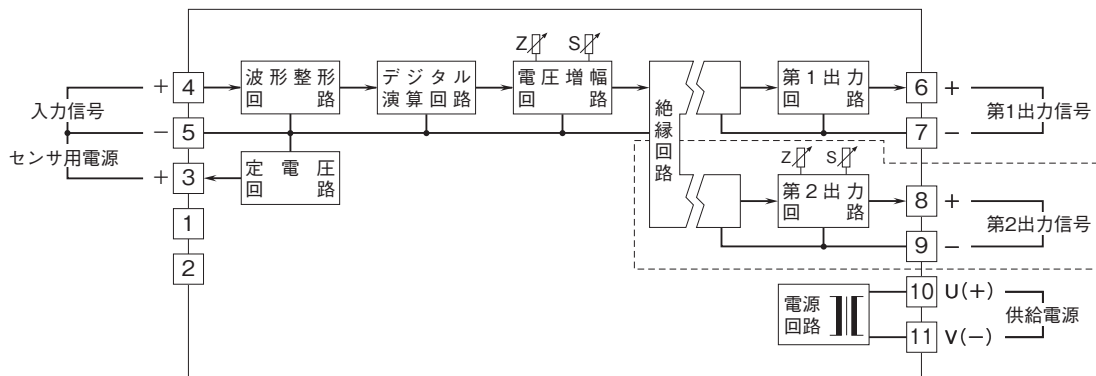 Z S
波形整形
回路
デジタル
演算回路
電圧増幅
回路
第1出力
回路
+ 4
入力信号
- 5
センサ用電源
+ 3
定電圧
回路
1
2
絶縁回路
6 +
第1出力信号
7 -
Z S
第2出力
回路
8 +
第2出力信号
9 -
電源
回路
10 U(+)
供給電源
11 V(-)